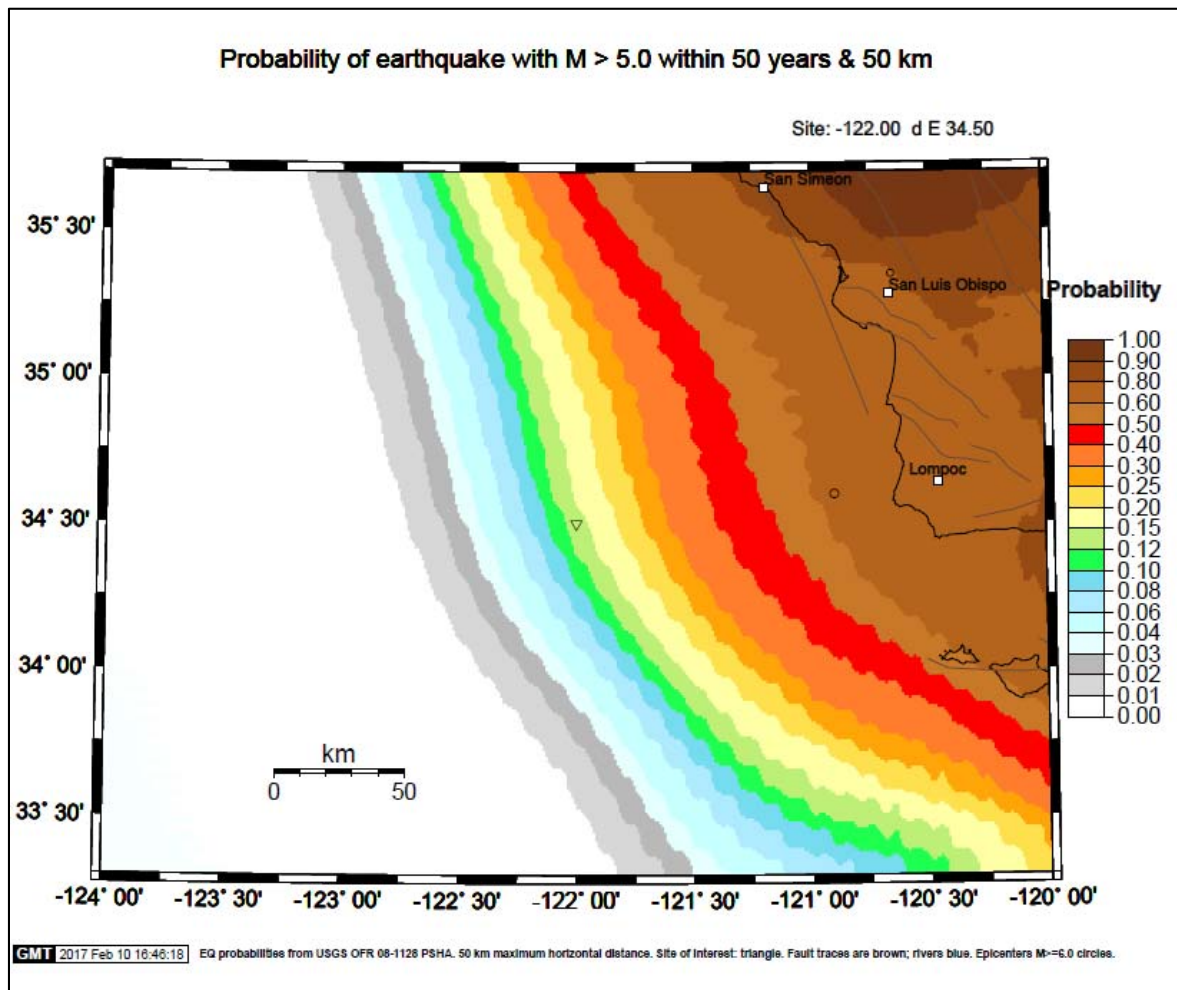 Probability of earthquake with M > 5.0 within 50 years & 50 km
Site: -122.00 d E 34.50
San Simeon
35° 30'
San Luis Obispo
Probability
1.00
0.90
0.80
0.60
0.50
0.40
0.30
0.25
0.20
0.15
0.12
0.10
0.08
0.06
0.04
0.03
0.02
0.01
0.00
35° 00'
Lompoc
34° 30'
34° 00'
km
0 50
33° 30'
-124° 00' -123° 30' -123° 00' -122° 30' -122° 00' -121° 30' -121° 00' -120° 30' -120° 00'
GMT 2017 Feb 10 16:46:18 EQ probabilities from USGS OFR 08-1128 PSHA. 50 km maximum horizontal distance. Site of interest: triangle. Fault traces are brown; rivers blue. Epicenters M>=6.0 circles.